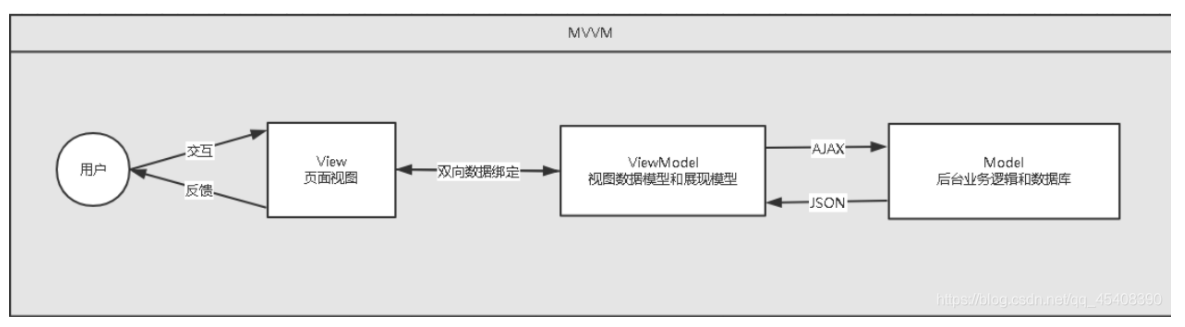 MVVM
用户
交互
反馈
View
页面视图
双向数据绑定
ViewModel
视图数据模型和展现模型
AJAX
JSON
Model
后台业务逻辑和数据库
https://blog.csdn.net/qq_45408390